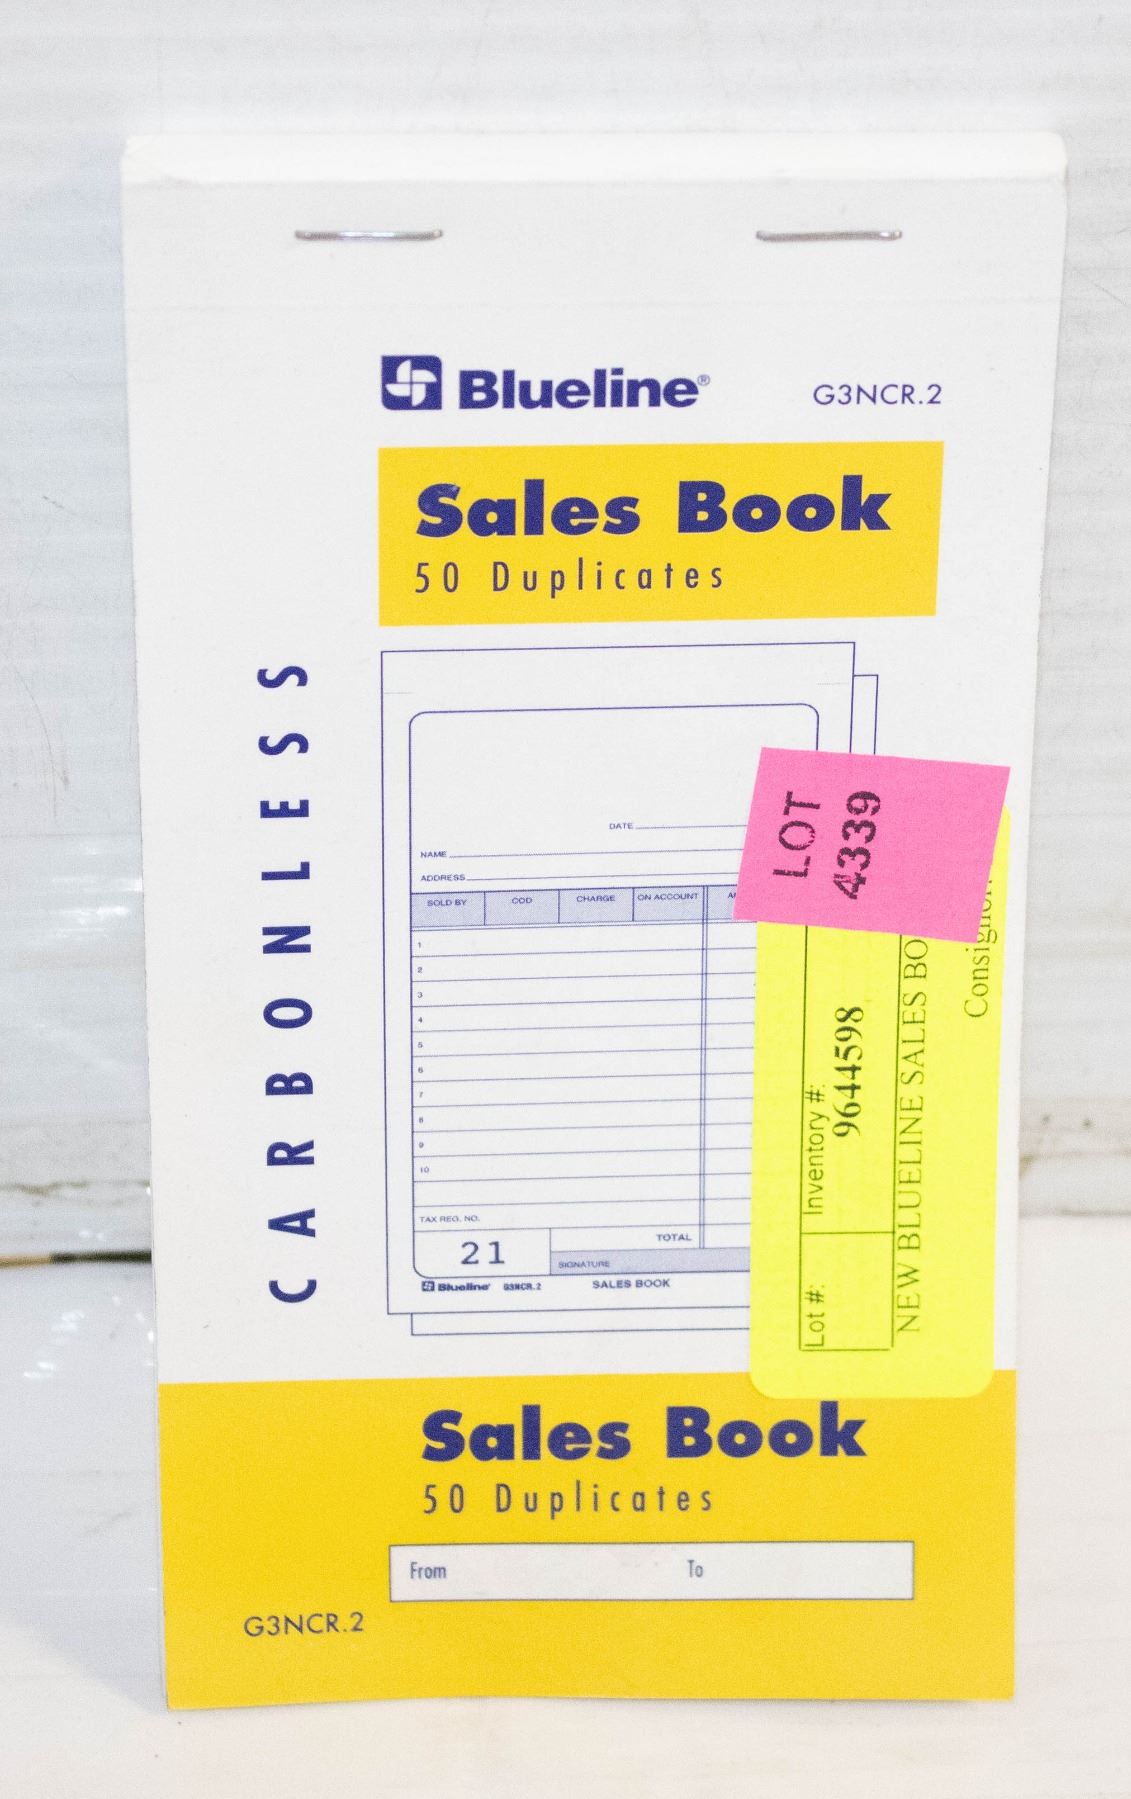 Blueline® G3NCR.2
Sales Book
50 Duplicates
CARBONLESS
DATE
NAME
ADDRESS
SOLD BY COD CHARGE ON ACCOUNT
1
2
3
4
5
6
7
8
9
10
TAX REG. NO.
TOTAL
21
SIGNATURE
Blueline® G3NCR.2 SALES BOOK
LOT
4339
Lot #: Inventory #:
9644598
NEW BLUELINE SALES BO
Consignor:
Sales Book
50 Duplicates
From To
G3NCR.2